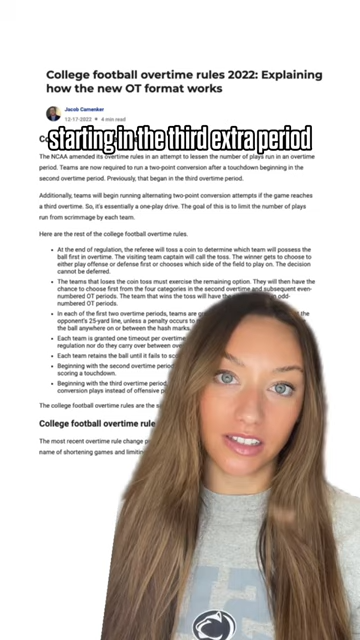 College football overtime rules 2022: Explaining
how the new OT format works
Jacob Camenker
12-17-2022 • 4 min read
starting in the third extra period
The NCAA amended its overtime rules in an attempt to lessen the number of plays run in an overtime
period. Teams are now required to run a two-point conversion after a touchdown beginning in the
second overtime period. Previously, that began in the third overtime period.
Additionally, teams will begin running alternating two-point conversion attempts if the game reaches
a third overtime. So, it's essentially a one-play drive. The goal of this is to limit the number of plays
run from scrimmage by each team.
Here are the rest of the college football overtime rules.
• At the end of regulation, the referee will toss a coin to determine which team will possess the
ball first in overtime. The visiting team captain will call the toss. The winner gets to choose to
either play offense or defense first or chooses which side of the field to play on. The decision
cannot be deferred.
• The teams that loses the coin toss must exercise the remaining option. They will then have the
chance to choose first from the four categories in the second overtime and subsequent even-
numbered OT periods. The team that wins the toss will have the in odd-
numbered OT periods.
• In each of the first two overtime periods, teams are the
opponent's 25-yard line, unless a penalty occurs to
the ball anywhere on or between the hash marks.
• Each team is granted one timeout per overtime
regulation nor do they carry over between
• Each team retains the ball until it fails to
• Beginning with the second overtime
scoring a touchdown.
• Beginning with the third overtime period,
conversion plays instead of offensive
The college football overtime rules are the
College football overtime rule
The most recent overtime rule change
name of shortening games and